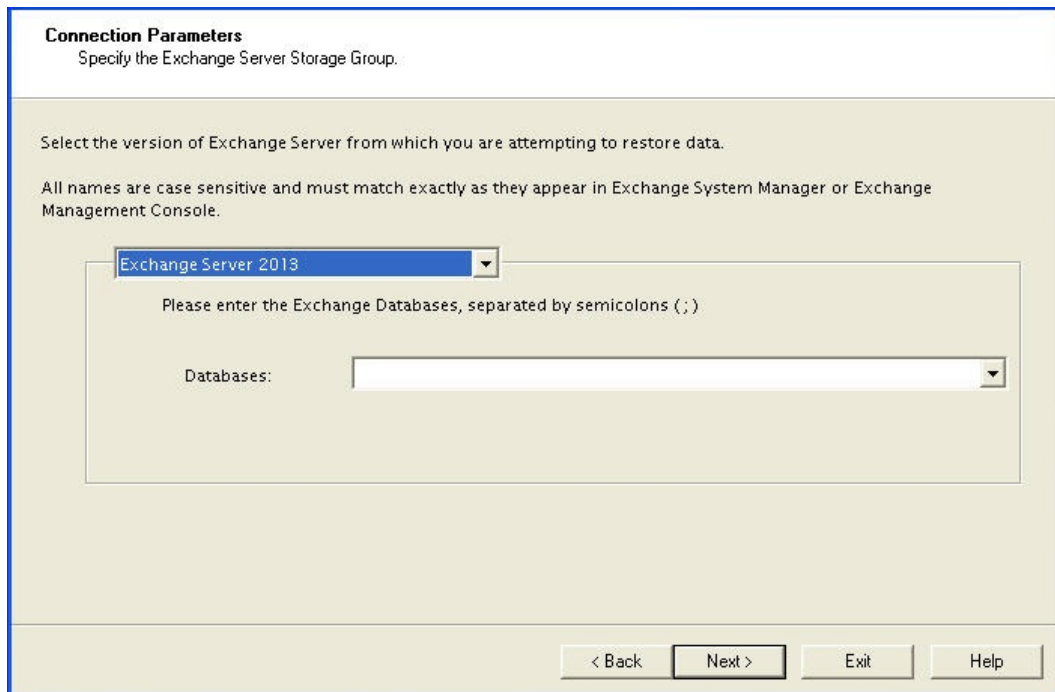 Connection Parameters
Specify the Exchange Server Storage Group.
Select the version of Exchange Server from which you are attempting to restore data.
All names are case sensitive and must match exactly as they appear in Exchange System Manager or Exchange
Management Console.
Exchange Server 2013
Please enter the Exchange Databases, separated by semicolons (;)
Databases:
< Back Next > Exit Help